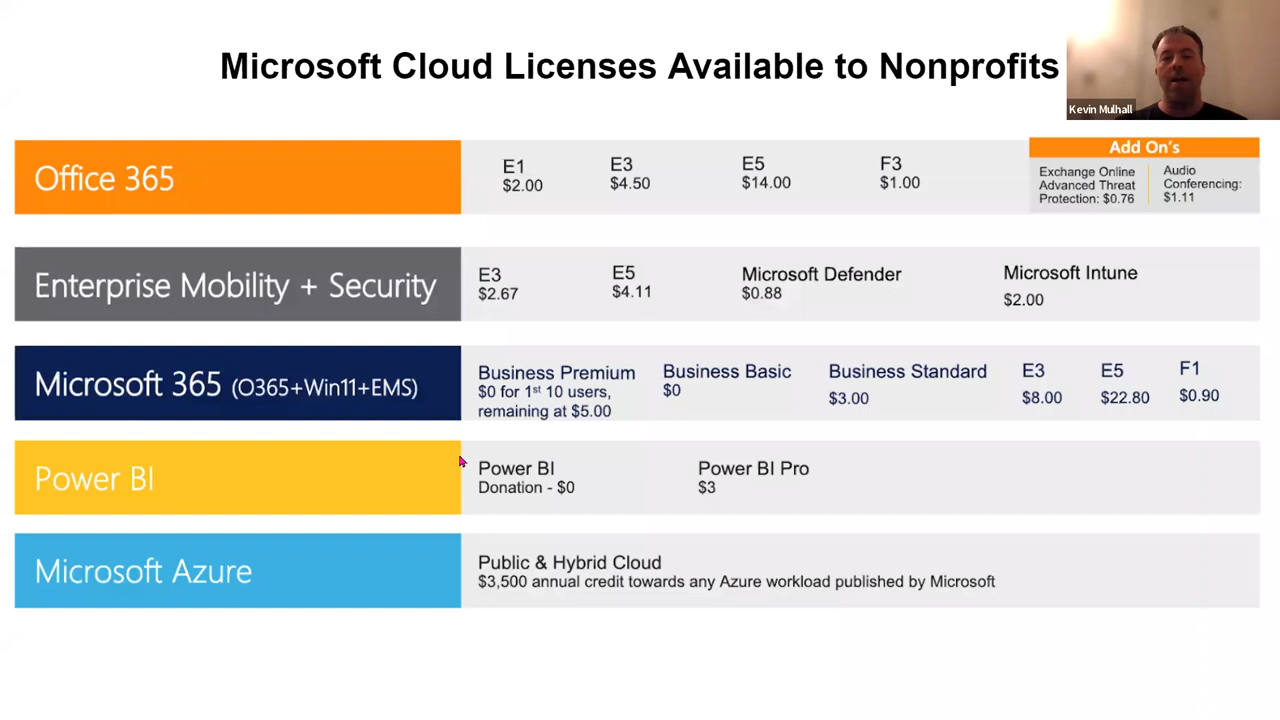 Microsoft Cloud Licenses Available to Nonprofits
Kevin Mulhall
Office 365
E1
$2.00
E3
$4.50
E5
$14.00
F3
$1.00
Add On's
Exchange Online
Advanced Threat
Protection: $0.76
Audio
Conferencing:
$1.11
Enterprise Mobility + Security
E3
$2.67
E5
$4.11
Microsoft Defender
$0.88
Microsoft Intune
$2.00
Microsoft 365 (O365+Win11+EMS)
Business Premium
$0 for 1st 10 users,
remaining at $5.00
Business Basic
$0
Business Standard
$3.00
E3
$8.00
E5
$22.80
F1
$0.90
Power BI
Power BI
Donation - $0
Power BI Pro
$3
Microsoft Azure
Public & Hybrid Cloud
$3,500 annual credit towards any Azure workload published by Microsoft